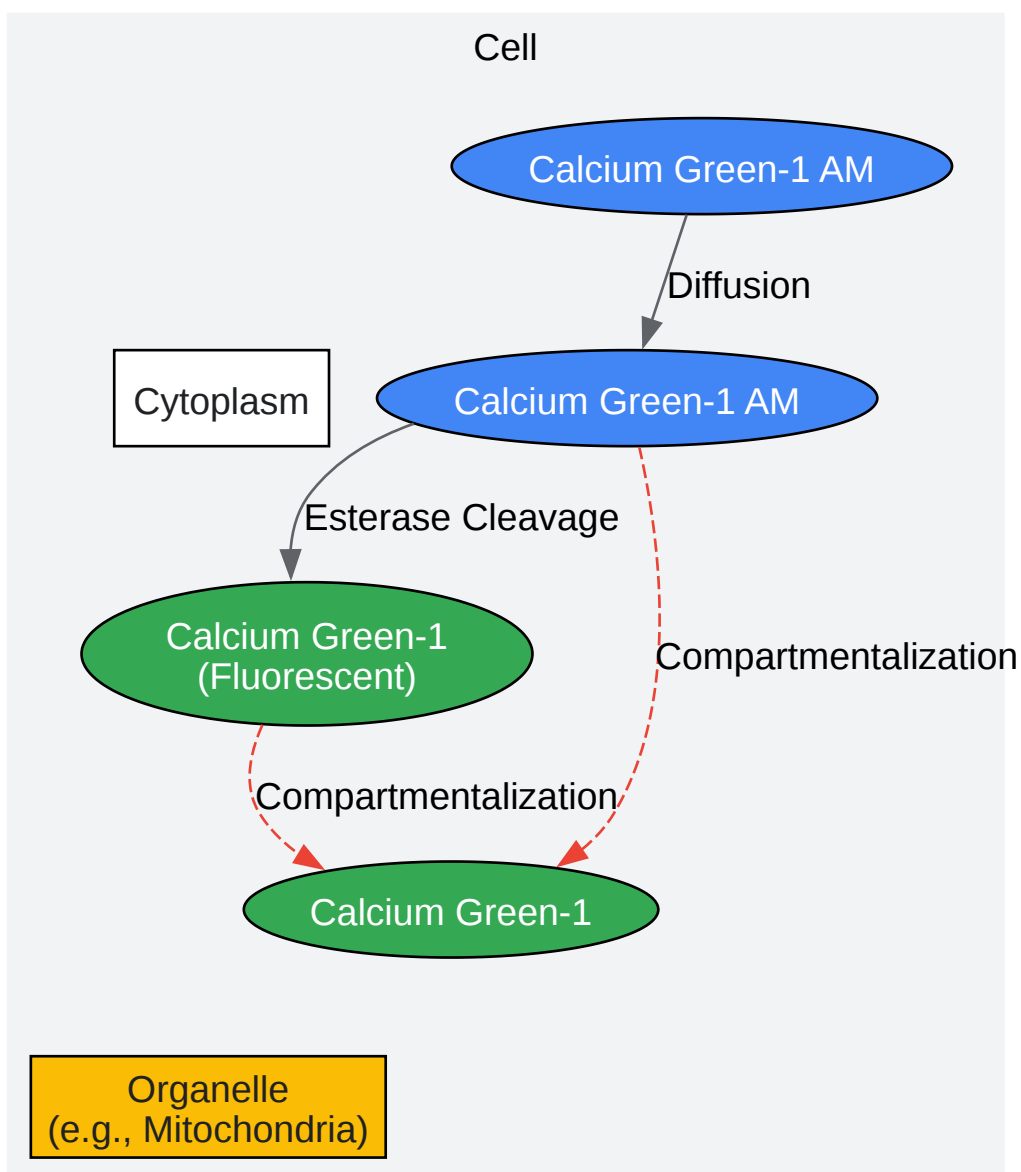 Cell
Calcium Green-1 AM
Diffusion
Cytoplasm
Calcium Green-1 AM
Esterase Cleavage
Calcium Green-1
(Fluorescent)
Compartmentalization
Compartmentalization
Calcium Green-1
Organelle
(e.g., Mitochondria)